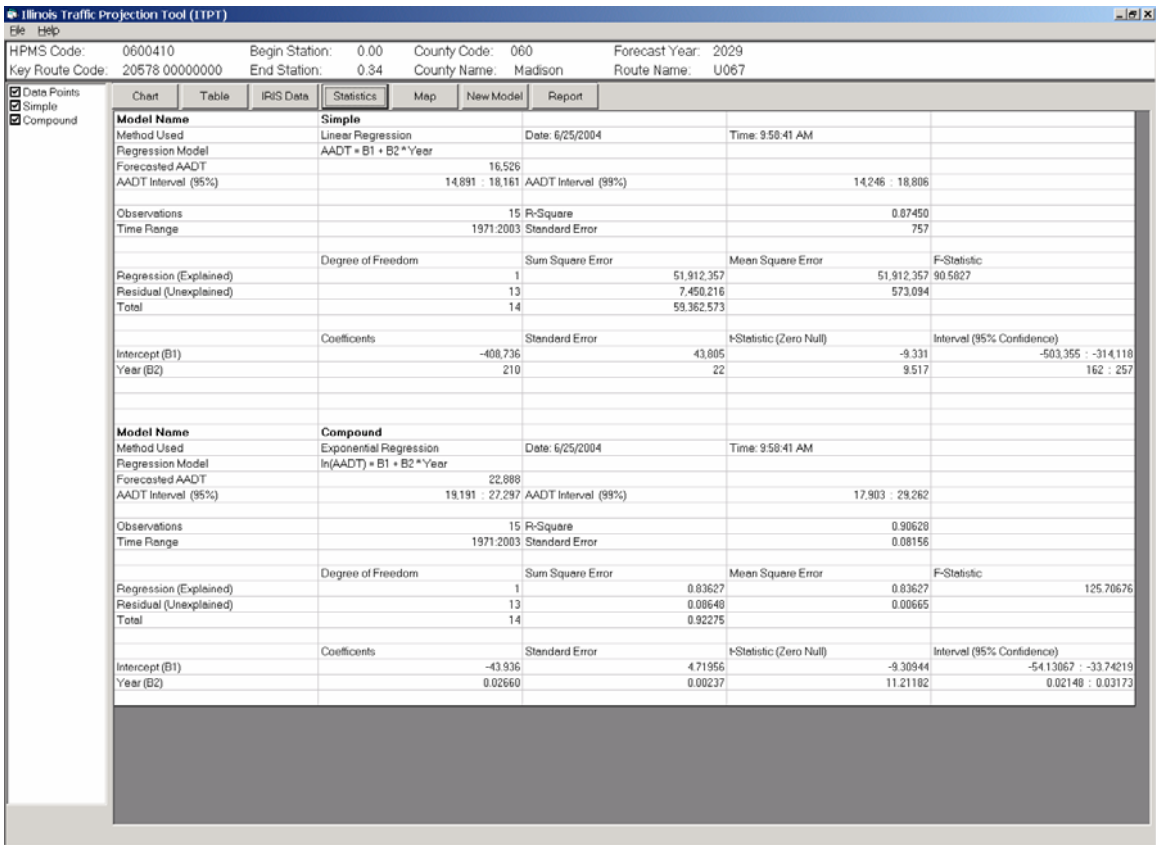 Illinois Traffic Projection Tool (ITPT)
File Help
HPMS Code: 0600410 Begin Station: 0.00 County Code: 060 Forecast Year: 2029
Key Route Code: 20578 00000000 End Station: 0.34 County Name: Madison Route Name: U067
Data Points
Simple
Compound
Chart Table IRIS Data Statistics Map New Model Report
Model Name Simple
Method Used Linear Regression Date: 6/25/2004 Time: 9:58:41 AM
Regression Model AADT = B1 + B2 * Year
Forecasted AADT 16,526
AADT Interval (95%) 14,891 : 18,161 AADT Interval (99%) 14,246 : 18,806
Observations 15 R-Square 0.87450
Time Range 1971:2003 Standard Error 757
Degree of Freedom Sum Square Error Mean Square Error F-Statistic
Regression (Explained) 1 51,912,357 51,912,357 90.5827
Residual (Unexplained) 13 7,450,216 573,094
Total 14 59,362,573
Coefficents Standard Error t-Statistic (Zero Null) Interval (95% Confidence)
Intercept (B1) -408,736 43,805 -9.331 -503,355 : -314,118
Year (B2) 210 22 9.517 162 : 257
Model Name Compound
Method Used Exponential Regression Date: 6/25/2004 Time: 9:58:41 AM
Regression Model ln(AADT) = B1 + B2 * Year
Forecasted AADT 22,888
AADT Interval (95%) 19,191 : 27,297 AADT Interval (99%) 17,903 : 29,262
Observations 15 R-Square 0.90628
Time Range 1971:2003 Standard Error 0.08156
Degree of Freedom Sum Square Error Mean Square Error F-Statistic
Regression (Explained) 1 0.83627 0.83627 125.70676
Residual (Unexplained) 13 0.08648 0.00665
Total 14 0.92275
Coefficents Standard Error t-Statistic (Zero Null) Interval (95% Confidence)
Intercept (B1) -43.936 4.71956 -9.30944 -54.13067 : -33.74219
Year (B2) 0.02660 0.00237 11.21182 0.02148 : 0.03173